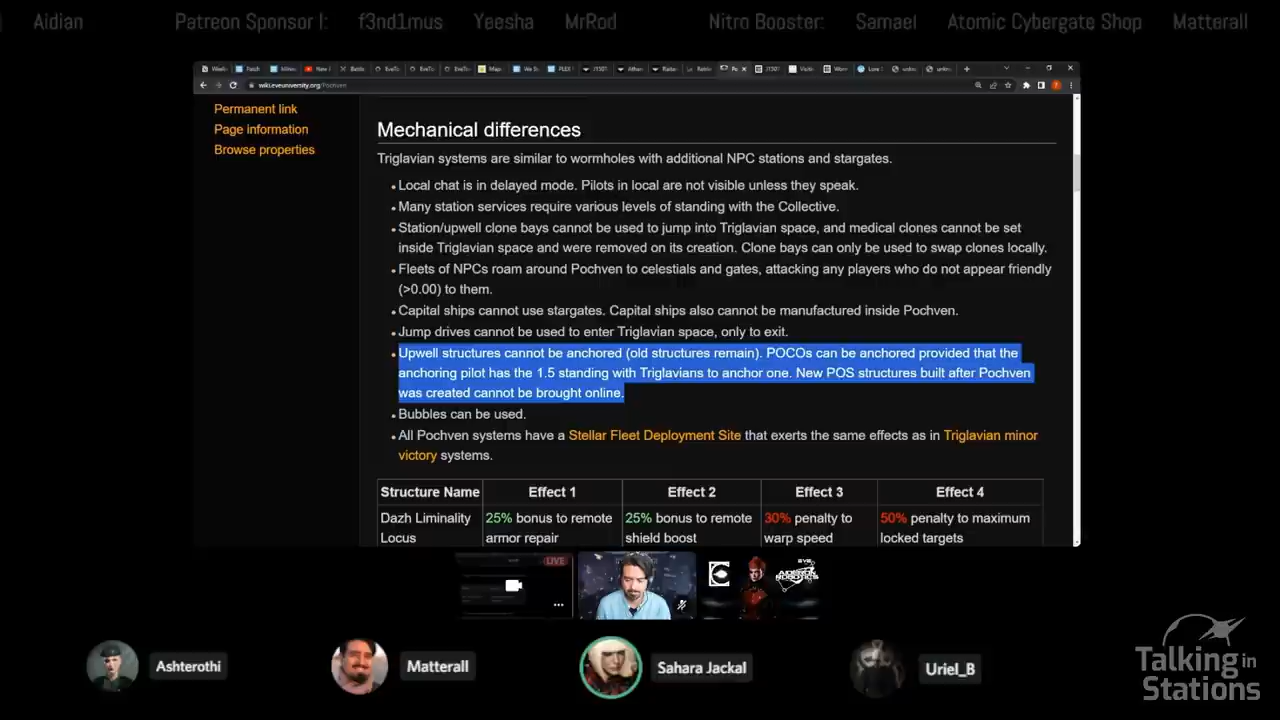 Aidian Patreon Sponsor I: f3nd1mus Yeesha MrRod Nitro Booster: Samael Atomic Cybergate Shop Matterall
wiki.eveuniversity.org/Pochven
Permanent link
Page information
Browse properties
Mechanical differences
Triglavian systems are similar to wormholes with additional NPC stations and stargates.
Local chat is in delayed mode. Pilots in local are not visible unless they speak.
Many station services require various levels of standing with the Collective.
Station/upwell clone bays cannot be used to jump into Triglavian space, and medical clones cannot be set
inside Triglavian space and were removed on its creation. Clone bays can only be used to swap clones locally.
Fleets of NPCs roam around Pochven to celestials and gates, attacking any players who do not appear friendly
(>0.00) to them.
Capital ships cannot use stargates. Capital ships also cannot be manufactured inside Pochven.
Jump drives cannot be used to enter Triglavian space, only to exit.
Upwell structures cannot be anchored (old structures remain). POCOs can be anchored provided that the
anchoring pilot has the 1.5 standing with Triglavians to anchor one. New POS structures built after Pochven
was created cannot be brought online.
Bubbles can be used.
All Pochven systems have a Stellar Fleet Deployment Site that exerts the same effects as in Triglavian minor
victory systems.
Structure Name Effect 1 Effect 2 Effect 3 Effect 4
Dazh Liminality 25% bonus to remote 25% bonus to remote 30% penalty to 50% penalty to maximum
Locus armor repair shield boost warp speed locked targets
LIVE
Ashterothi Matterall Sahara Jackal Uriel_B
Talking in
Stations